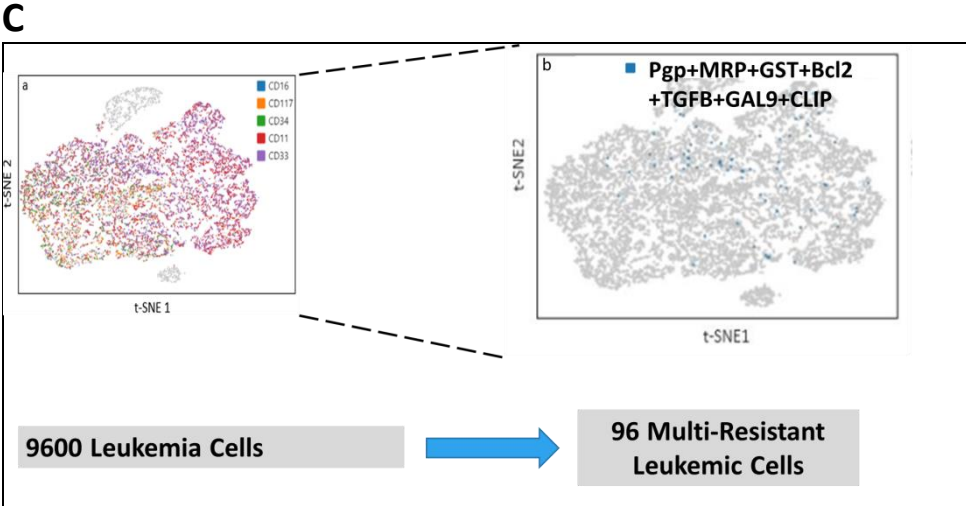 C
a
CD16
CD117
CD34
CD11
CD33
t-SNE 2
t-SNE 1
b
Pgp+MRP+GST+Bcl2
+TGFB+GAL9+CLIP
t-SNE2
t-SNE1
9600 Leukemia Cells
96 Multi-Resistant
Leukemic Cells